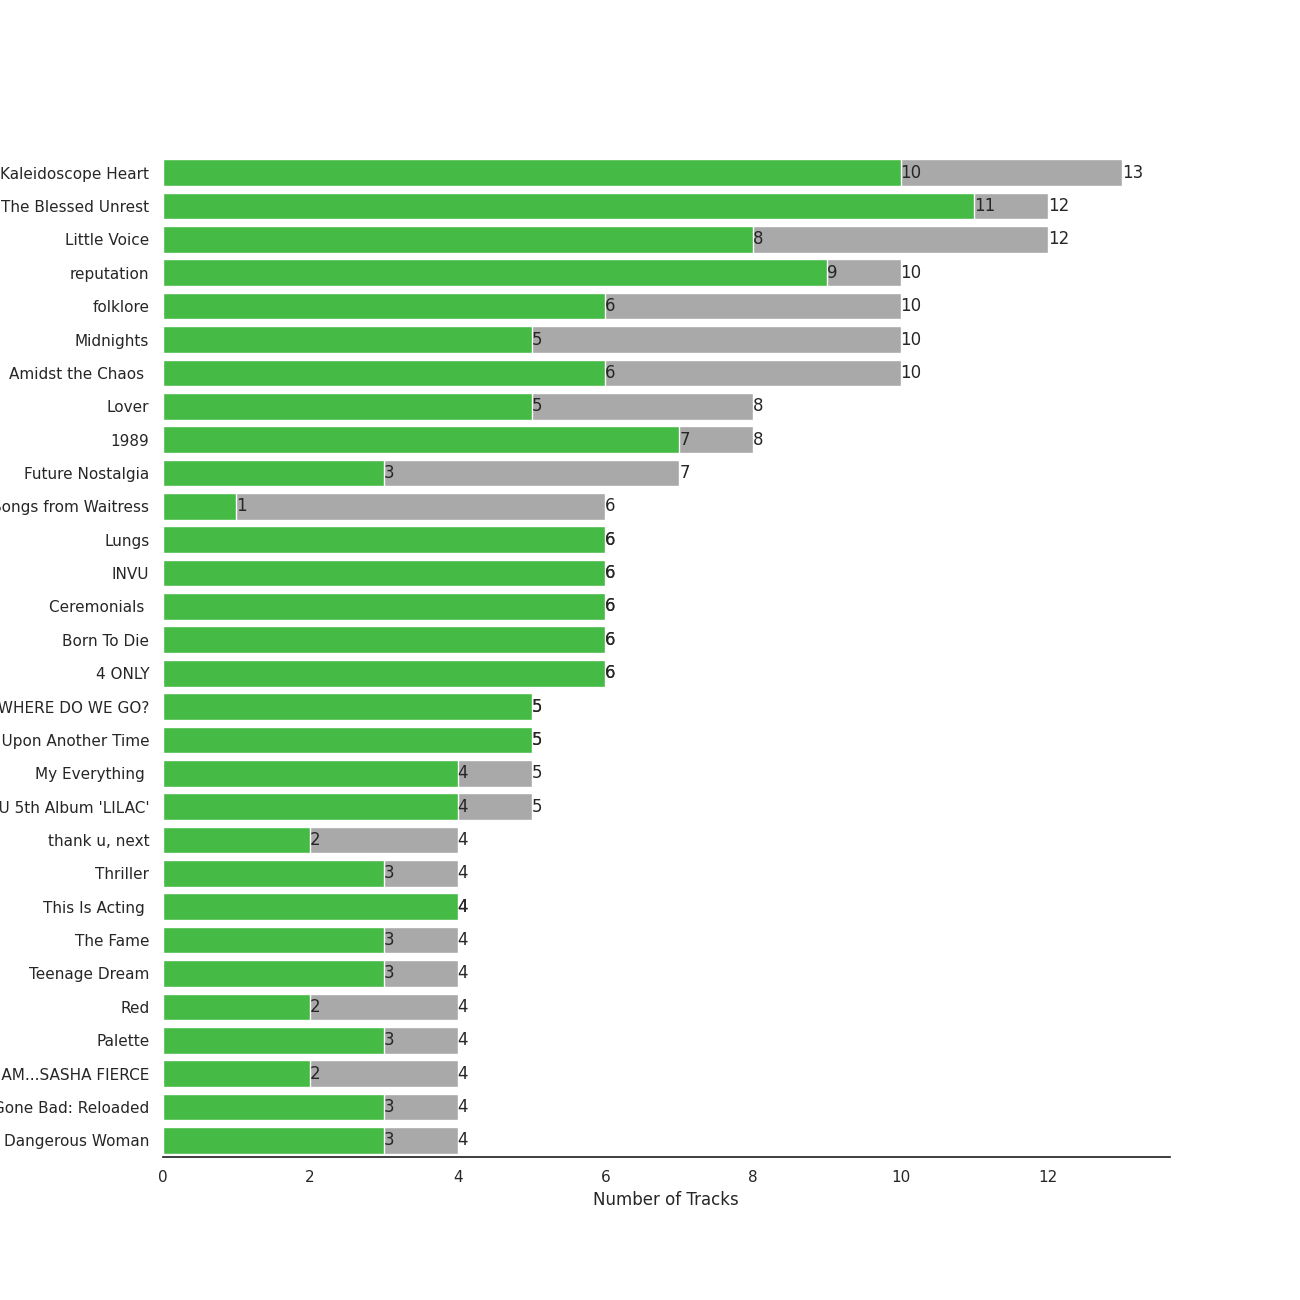 Kaleidoscope Heart 10 13
The Blessed Unrest 11 12
Little Voice 8 12
reputation 9 10
folklore 6 10
Midnights 5 10
Amidst the Chaos 6 10
Lover 5 8
1989 7 8
Future Nostalgia 3 7
Songs from Waitress 1 6
Lungs 6
INVU 6
Ceremonials 6
Born To Die 6
4 ONLY 6
WHERE DO WE GO? 5
Upon Another Time 5
My Everything 4 5
U 5th Album 'LILAC' 4 5
thank u, next 2 4
Thriller 3 4
This Is Acting 4
The Fame 3 4
Teenage Dream 3 4
Red 2 4
Palette 3 4
AM...SASHA FIERCE 2 4
Gone Bad: Reloaded 3 4
Dangerous Woman 3 4
0 2 4 6 8 10 12
Number of Tracks